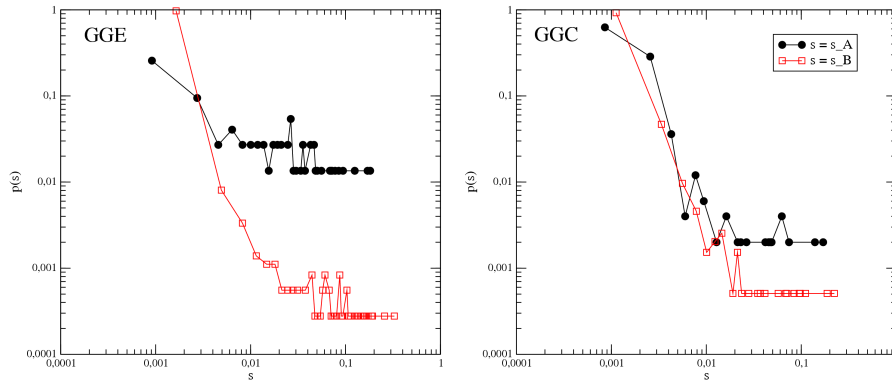 GGE
1
0,1
0,01
0,001
0,0001
p(s)
0,0001 0,001 0,01 0,1 1
s
GGC
s = s_A
s = s_B
1
0,1
0,01
0,001
0,0001
p(s)
0,0001 0,001 0,01 0,1
s